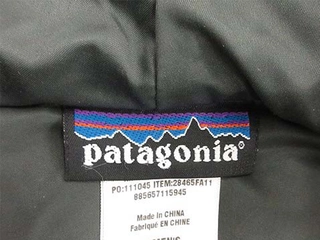 patagonia®
PO:111045 ITEM:28465FA11
885657115945
Made in CHINA
Fabriqué EN CHINE